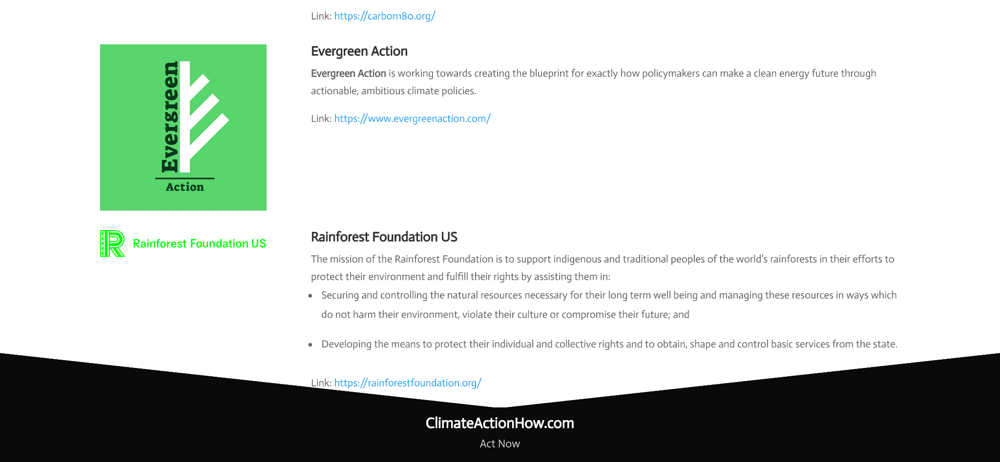 Link: https://carbon180.org/
Evergreen
Action
Evergreen Action
Evergreen Action is working towards creating the blueprint for exactly how policymakers can make a clean energy future through
actionable, ambitious climate policies.
Link: https://www.evergreenaction.com/
R Rainforest Foundation US
Rainforest Foundation US
The mission of the Rainforest Foundation is to support indigenous and traditional peoples of the world’s rainforests in their efforts to
protect their environment and fulfill their rights by assisting them in:
• Securing and controlling the natural resources necessary for their long term well being and managing these resources in ways which
do not harm their environment, violate their culture or compromise their future; and
• Developing the means to protect their individual and collective rights and to obtain, shape and control basic services from the state.
Link: https://rainforestfoundation.org/
ClimateActionHow.com
Act Now